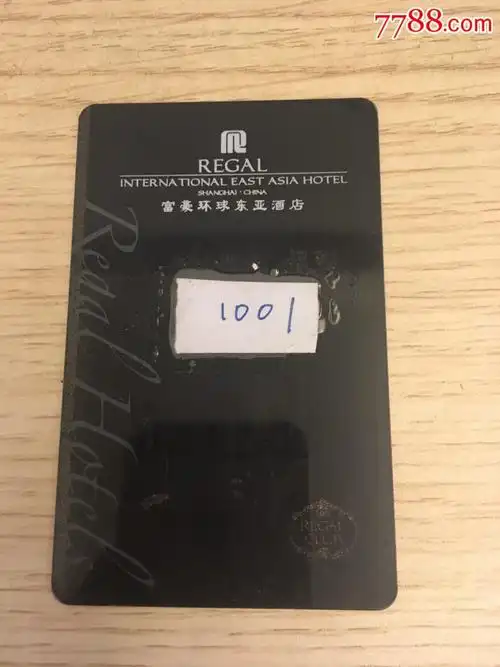 7788.com
REGAL
INTERNATIONAL EAST ASIA HOTEL
SHANGHAI · CHINA
富豪环球东亚酒店
1001
Regal Hotels
REGAL
CLUB